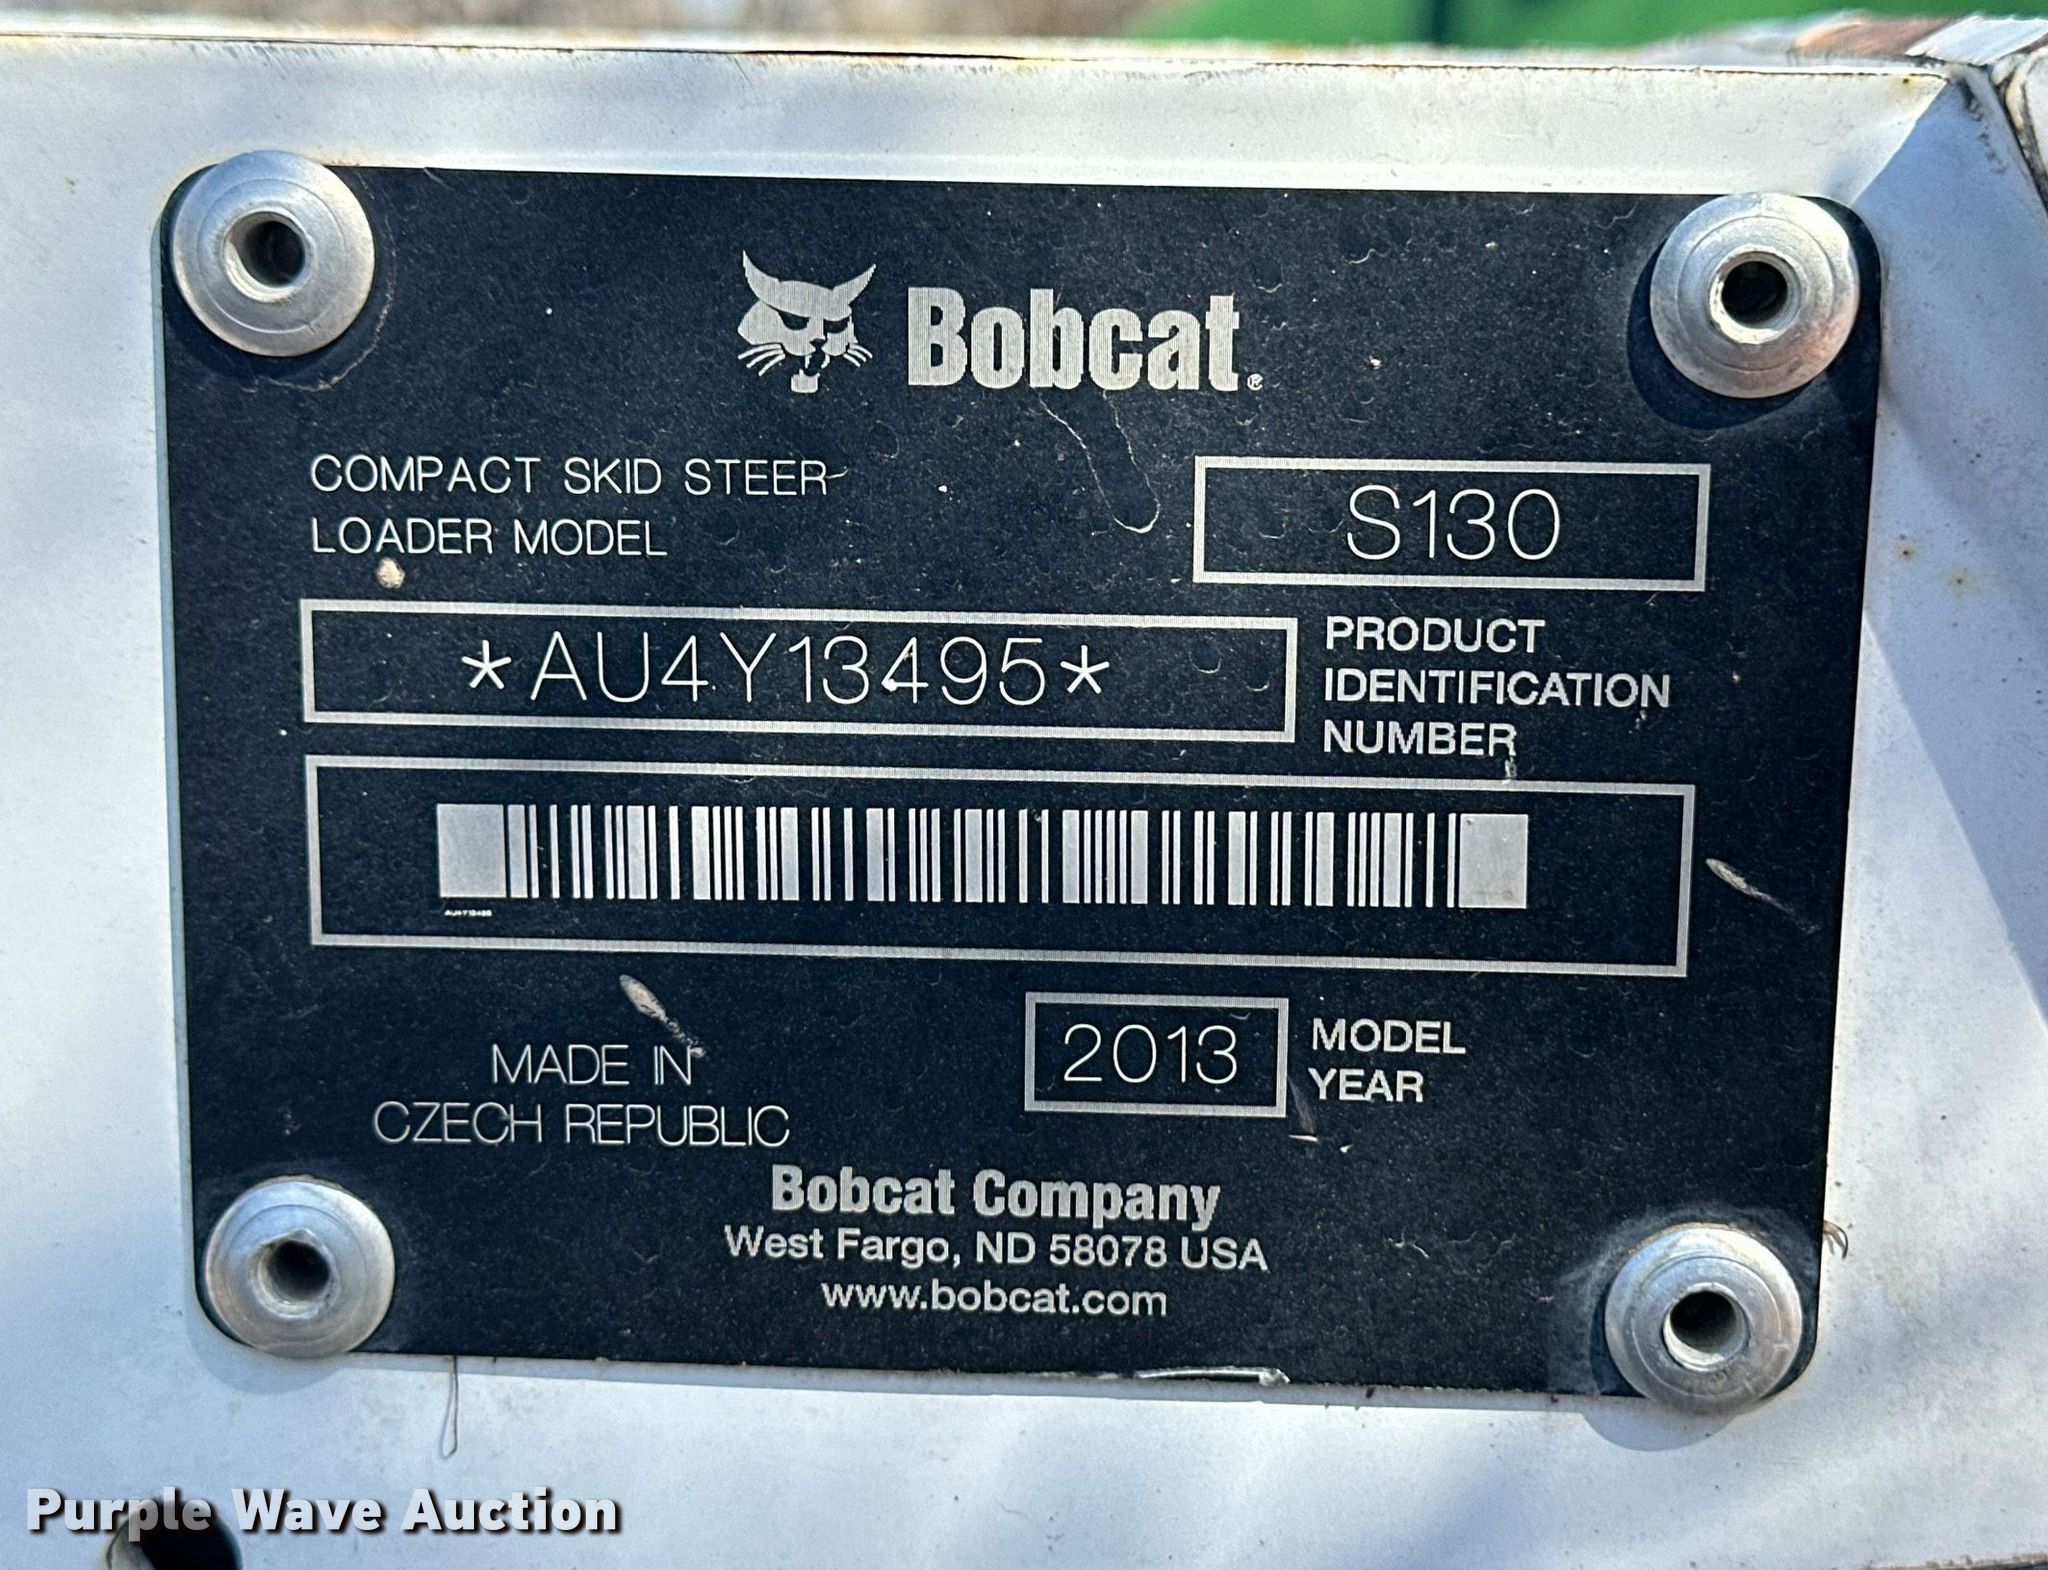 Bobcat®
COMPACT SKID STEER
LOADER MODEL
S130
*AU4Y13495*
PRODUCT
IDENTIFICATION
NUMBER
AU4Y13495
MADE IN
CZECH REPUBLIC
2013
MODEL
YEAR
Bobcat Company
West Fargo, ND 58078 USA
www.bobcat.com
Purple Wave Auction